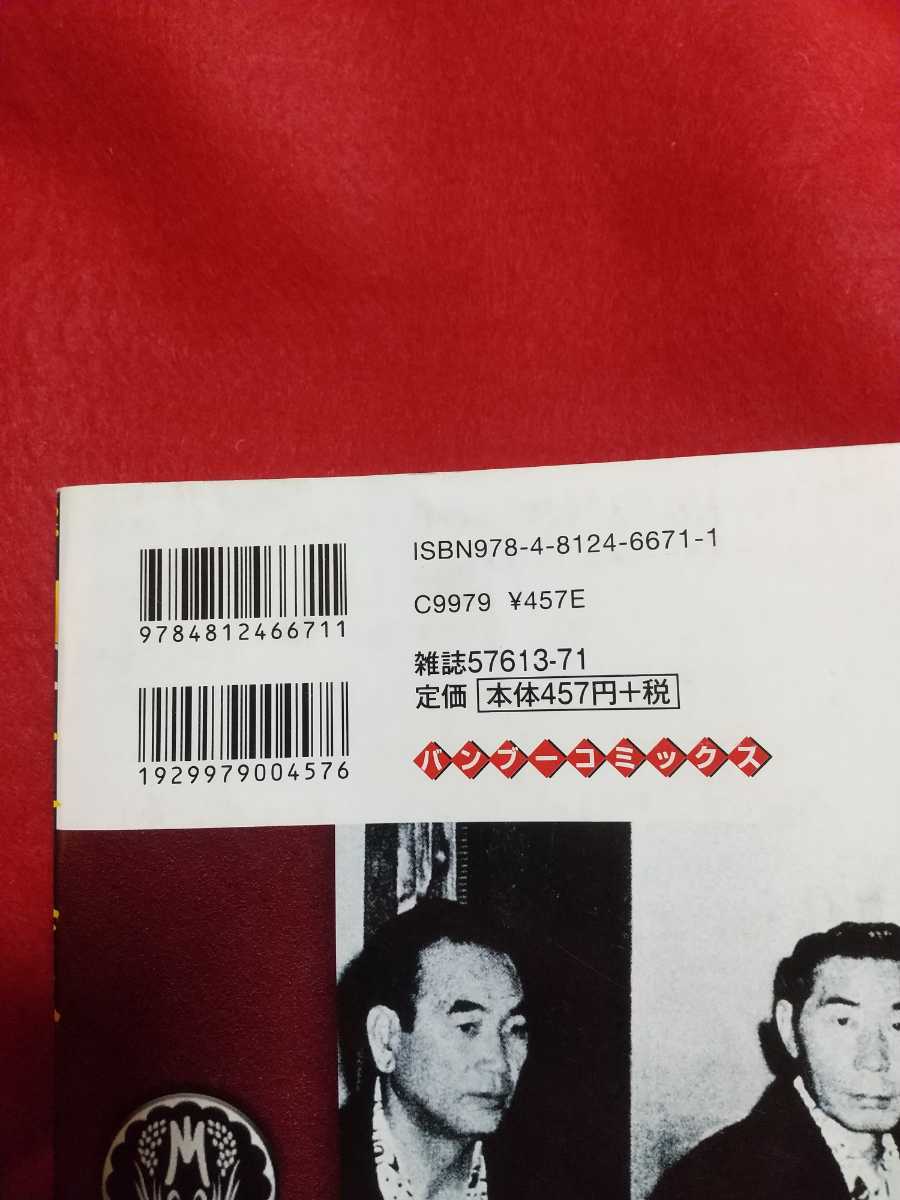 ISBN978-4-8124-6671-1
C9979 ¥457E
雑誌57613-71
定価 本体457円+税
バンブーコミックス
9784812466711
1929979004576
M